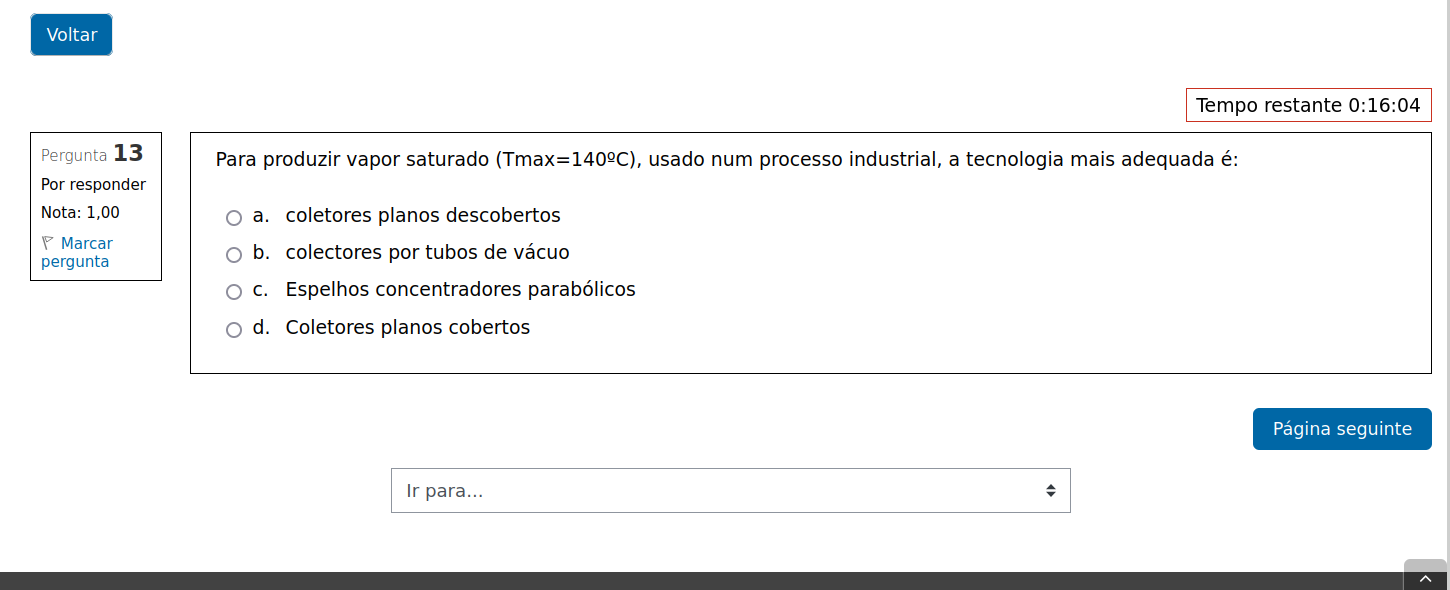 Voltar
Tempo restante 0:16:04
Pergunta 13
Por responder
Nota: 1,00
Marcar
pergunta
Para produzir vapor saturado (Tmax=140ºC), usado num processo industrial, a tecnologia mais adequada é:
a. coletores planos descobertos
b. colectores por tubos de vácuo
c. Espelhos concentradores parabólicos
d. Coletores planos cobertos
Página seguinte
Ir para...